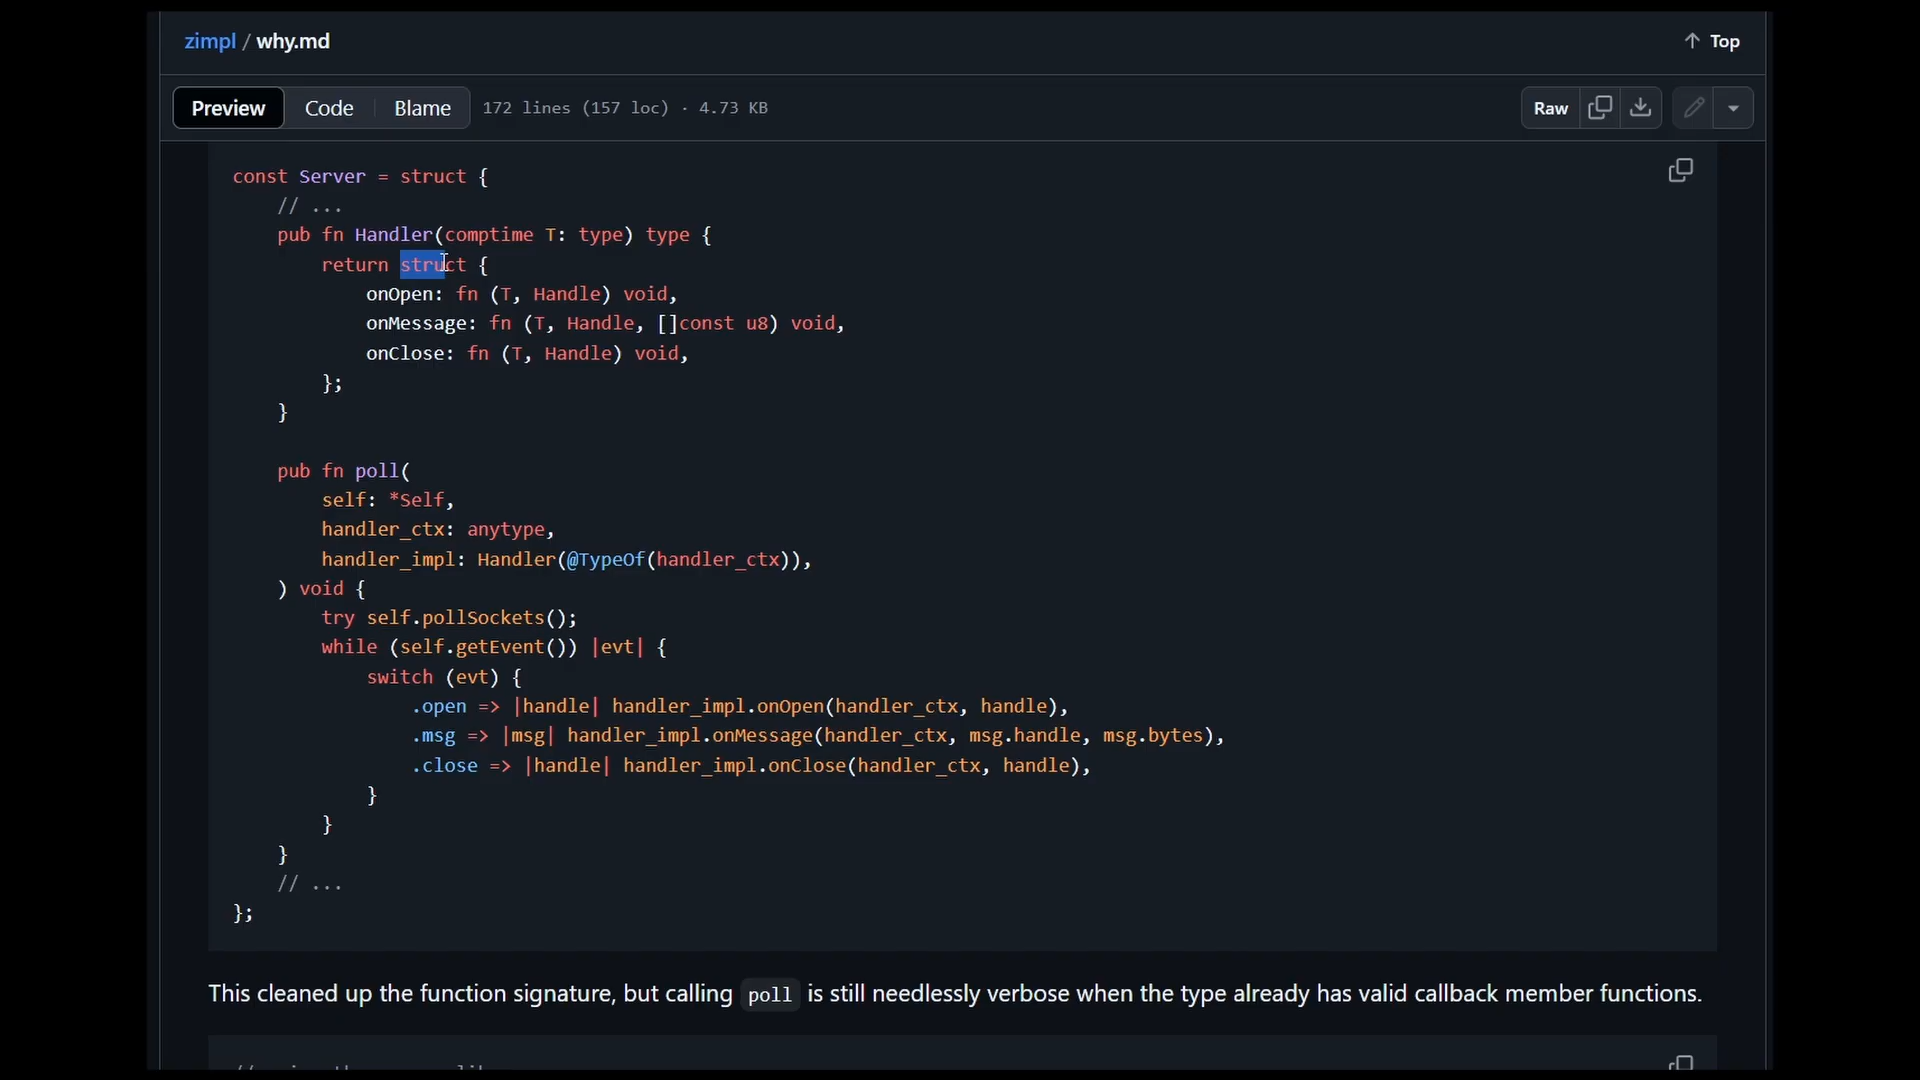 zimpl / why.md
Top
Preview Code Blame 172 lines (157 loc) · 4.73 KB
Raw
const Server = struct {
    // ...
    pub fn Handler(comptime T: type) type {
        return struct {
            onOpen: fn (T, Handle) void,
            onMessage: fn (T, Handle, []const u8) void,
            onClose: fn (T, Handle) void,
        };
    }

    pub fn poll(
        self: *Self,
        handler_ctx: anytype,
        handler_impl: Handler(@TypeOf(handler_ctx)),
    ) void {
        try self.pollSockets();
        while (self.getEvent()) |evt| {
            switch (evt) {
                .open => |handle| handler_impl.onOpen(handler_ctx, handle),
                .msg => |msg| handler_impl.onMessage(handler_ctx, msg.handle, msg.bytes),
                .close => |handle| handler_impl.onClose(handler_ctx, handle),
            }
        }
    }
    // ...
};
This cleaned up the function signature, but calling poll is still needlessly verbose when the type already has valid callback member functions.